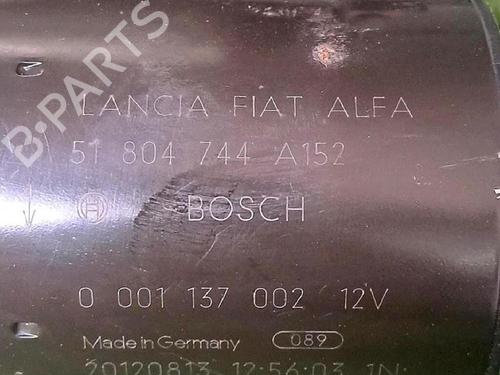 B-PARTS
LANCIA FIAT ALFA
51 804 744 A152
BOSCH
0 001 137 002 12V
Made in Germany 089
20120813 12:56:03 1N: